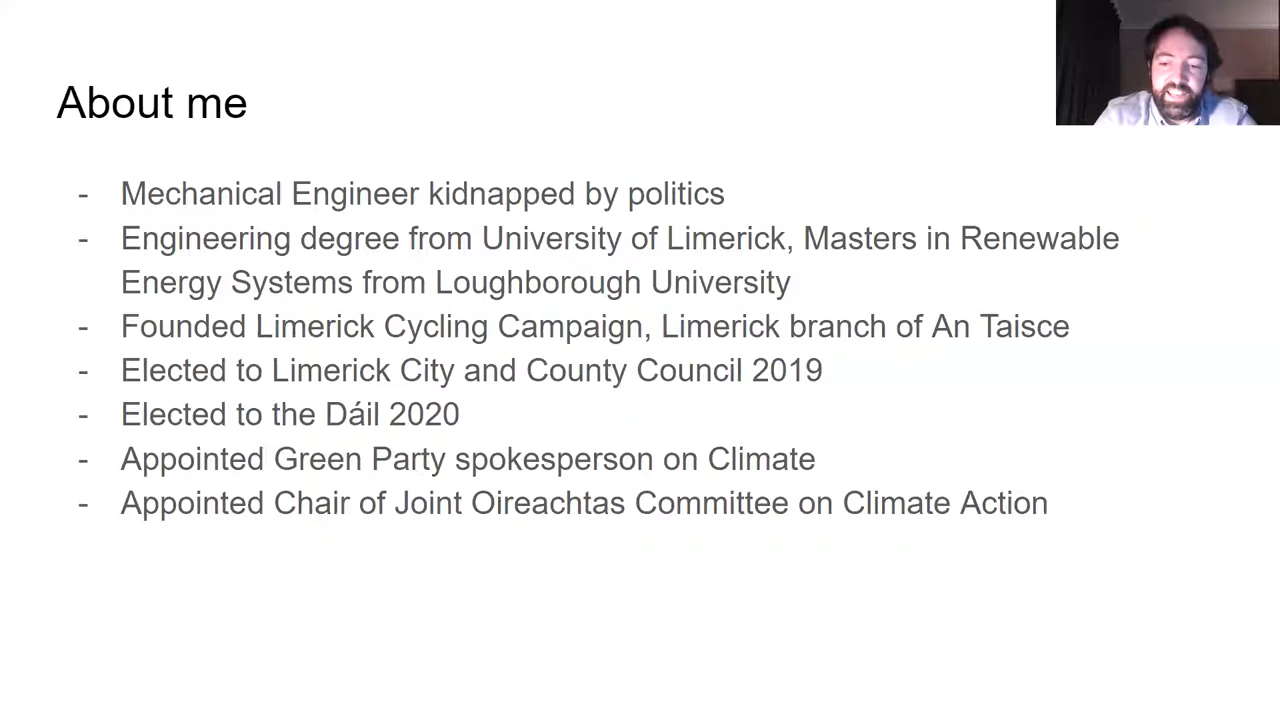 About me
- Mechanical Engineer kidnapped by politics
- Engineering degree from University of Limerick, Masters in Renewable
Energy Systems from Loughborough University
- Founded Limerick Cycling Campaign, Limerick branch of An Taisce
- Elected to Limerick City and County Council 2019
- Elected to the Dáil 2020
- Appointed Green Party spokesperson on Climate
- Appointed Chair of Joint Oireachtas Committee on Climate Action